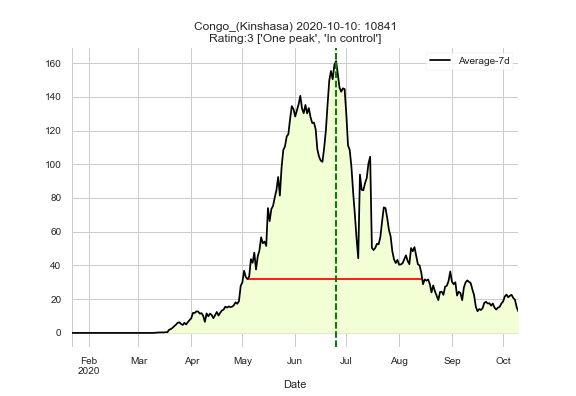 Congo_(Kinshasa) 2020-10-10: 10841
Rating:3 ['One peak', 'In control']
Average-7d
160
140
120
100
80
60
40
20
0
Feb Mar Apr May Jun Jul Aug Sep Oct
2020
Date